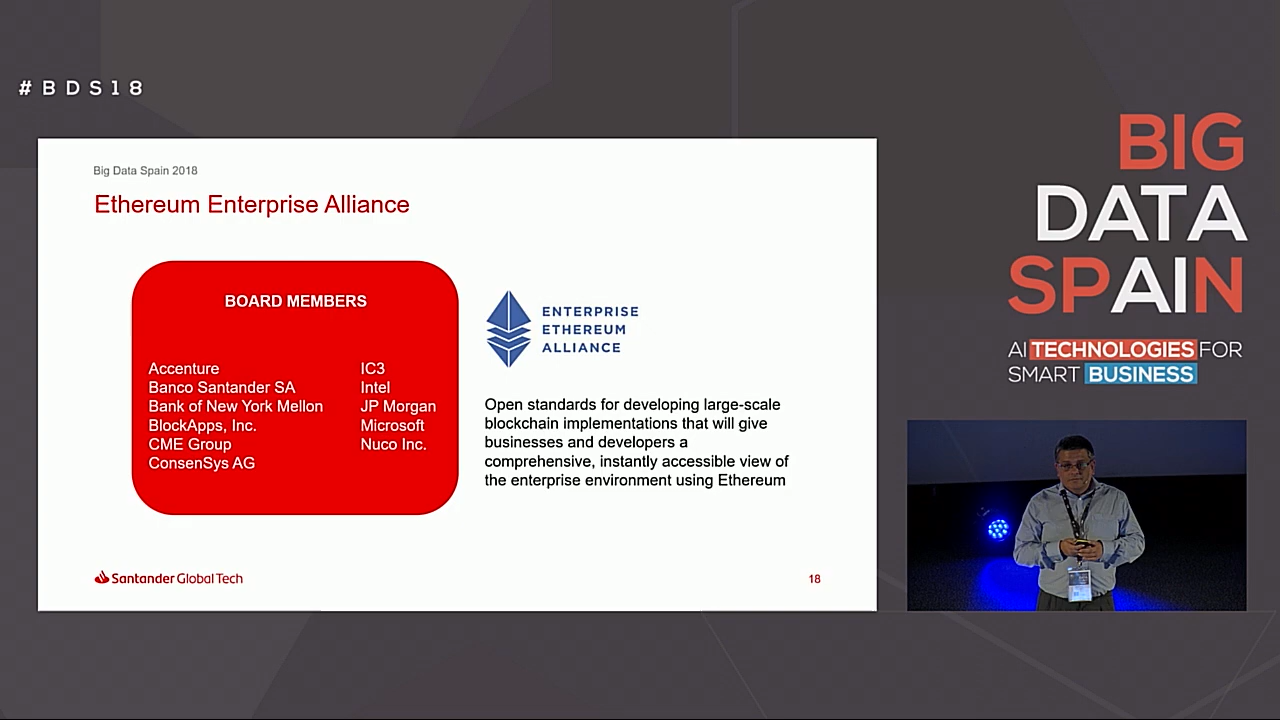 #BDS18
Big Data Spain 2018
Ethereum Enterprise Alliance
BOARD MEMBERS
Accenture
Banco Santander SA
Bank of New York Mellon
BlockApps, Inc.
CME Group
ConsenSys AG
IC3
Intel
JP Morgan
Microsoft
Nuco Inc.
ENTERPRISE
ETHEREUM
ALLIANCE
Open standards for developing large-scale
blockchain implementations that will give
businesses and developers a
comprehensive, instantly accessible view of
the enterprise environment using Ethereum
Santander Global Tech
18
BIG
DATA
SPAIN
AI TECHNOLOGIES FOR
SMART BUSINESS